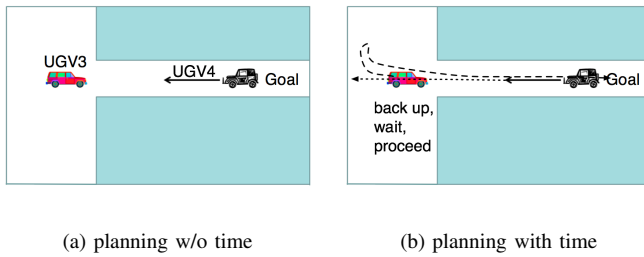 UGV3
UGV4
Goal
Goal
back up,
wait,
proceed
(a) planning w/o time
(b) planning with time